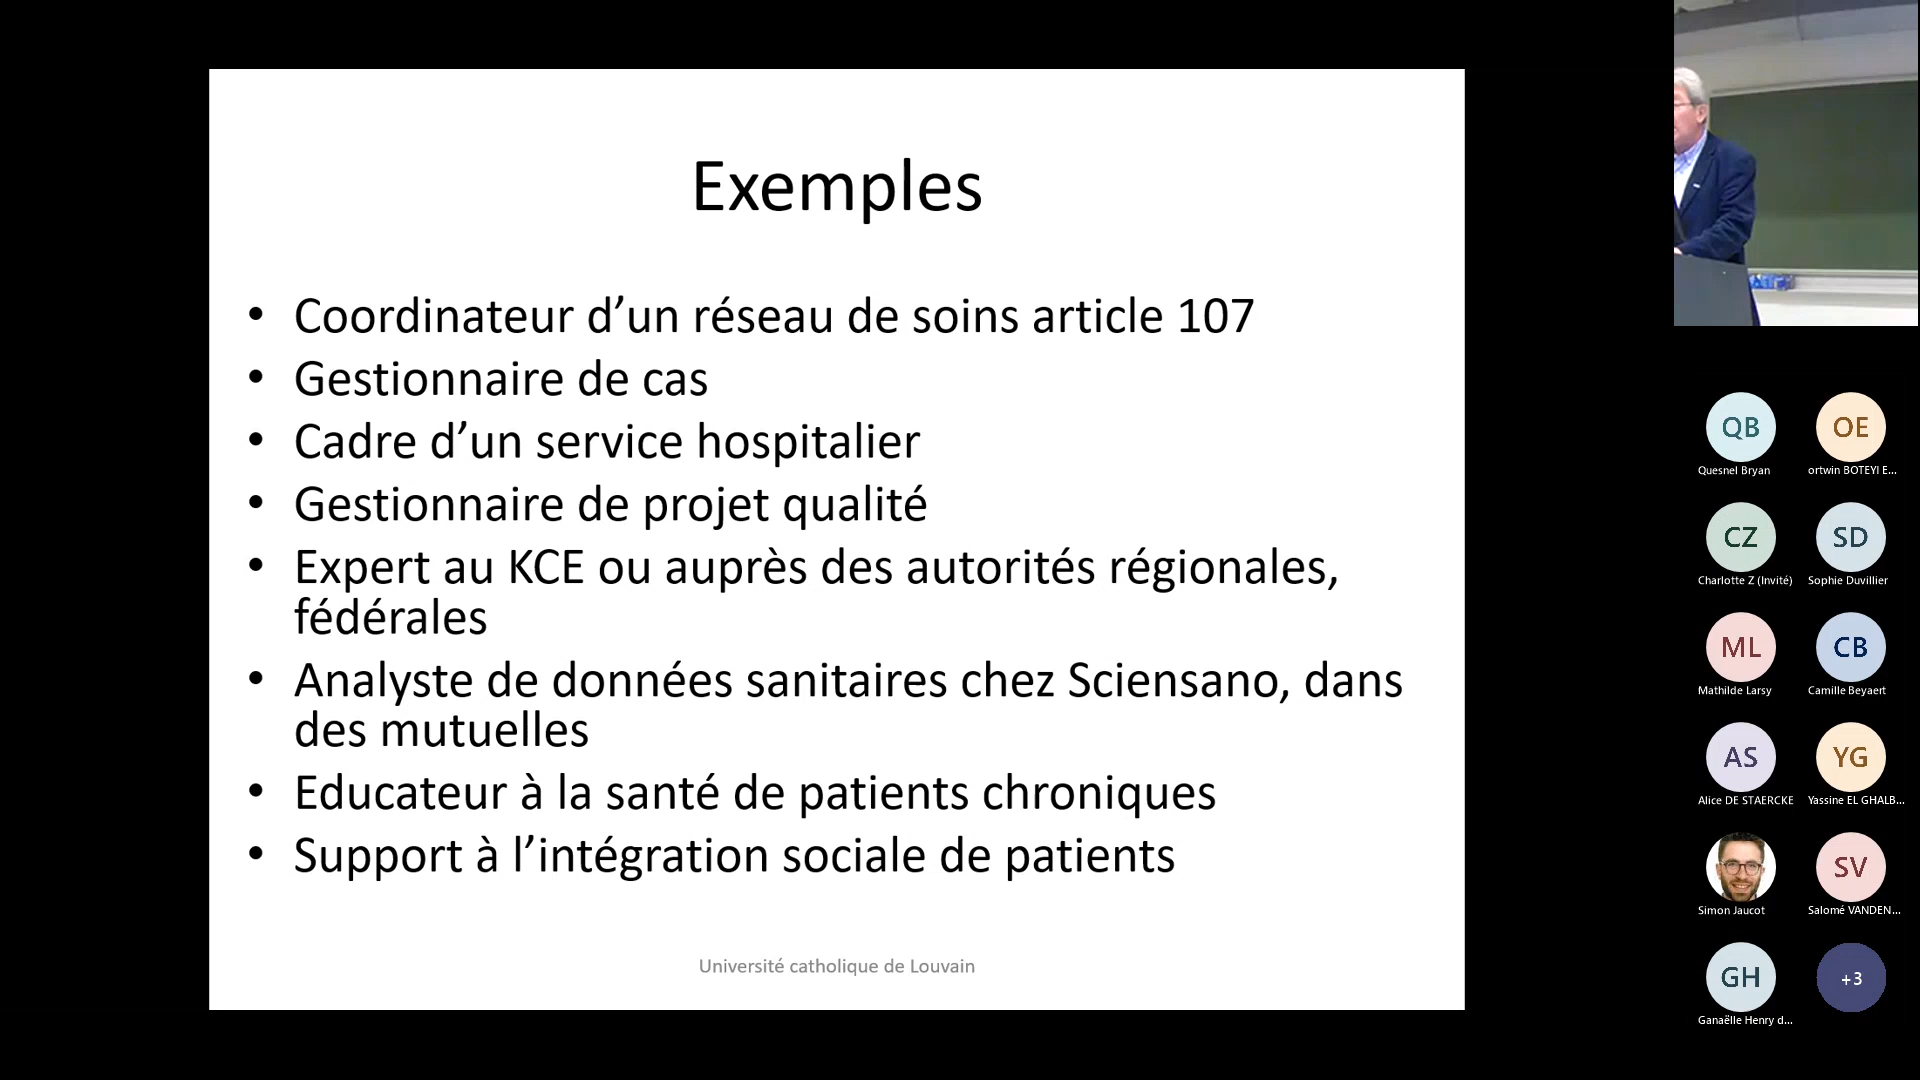 Exemples
• Coordinateur d’un réseau de soins article 107
• Gestionnaire de cas
• Cadre d’un service hospitalier
• Gestionnaire de projet qualité
• Expert au KCE ou auprès des autorités régionales,
fédérales
• Analyste de données sanitaires chez Sciensano, dans
des mutuelles
• Educateur à la santé de patients chroniques
• Support à l’intégration sociale de patients
Université catholique de Louvain
QB
OE
Quesnel Bryan
ortwin BOTEYI E...
CZ
SD
Charlotte Z (Invité)
Sophie Duvillier
ML
CB
Mathilde Larsy
Camille Beyaert
AS
YG
Alice DE STAERCKE
Yassine EL GHALB...
SV
Simon Jaucot
Salomé VANDEN...
GH
+3
Ganaëlle Henry d...